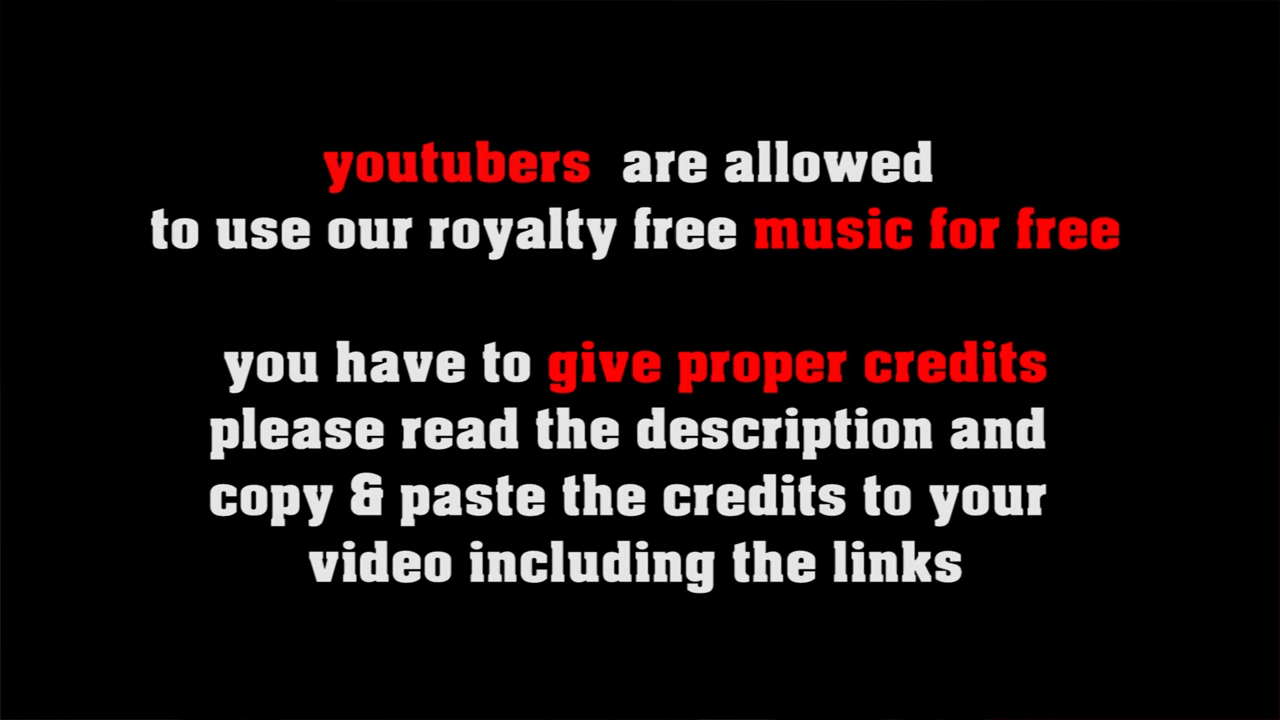 youtubers are allowed
to use our royalty free music for free
you have to give proper credits
please read the description and
copy & paste the credits to your
video including the links